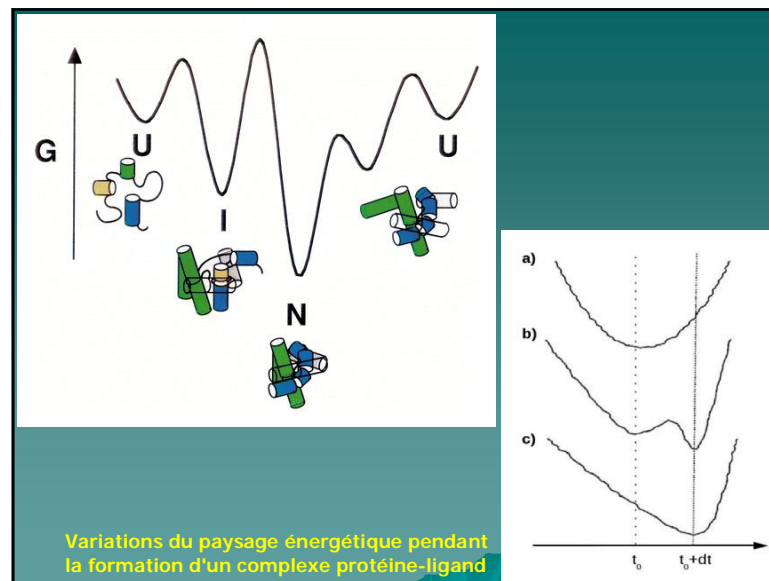 G
U
I
N
U
a)
b)
c)
t₀
t₀+dt
Variations du paysage énergétique pendant
la formation d'un complexe protéine-ligand